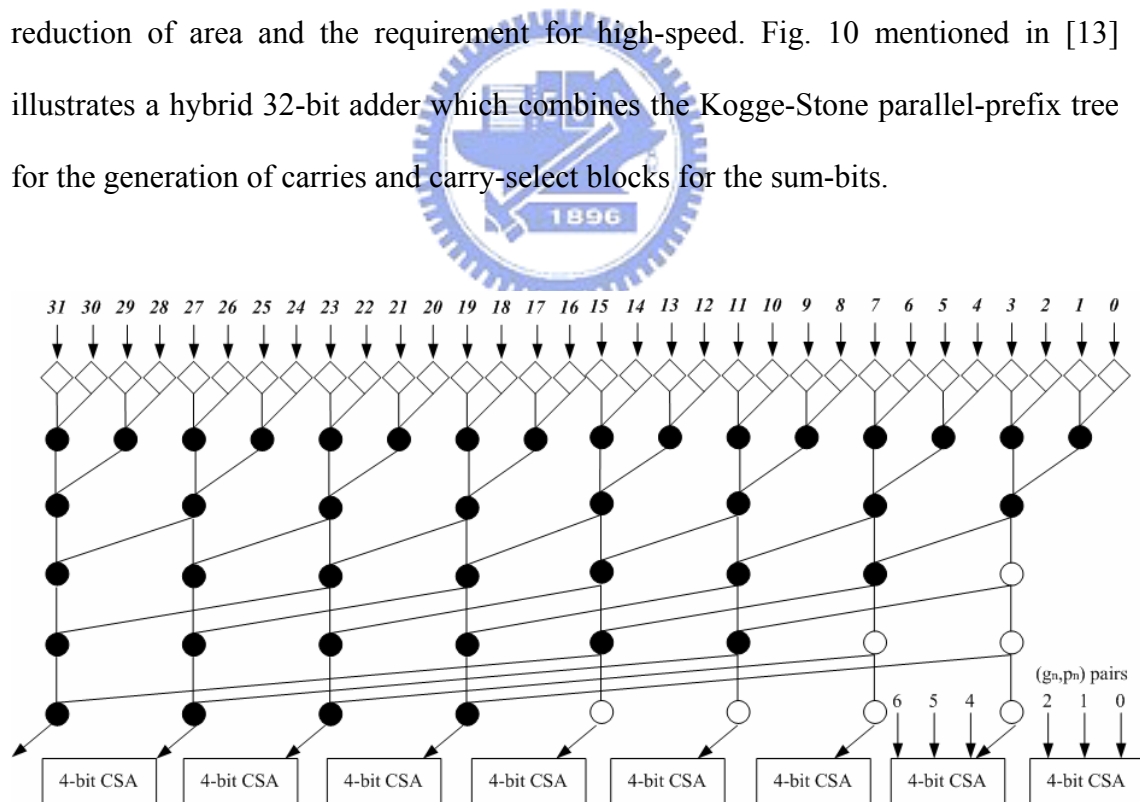 reduction of area and the requirement for high-speed. Fig. 10 mentioned in [13]
illustrates a hybrid 32-bit adder which combines the Kogge-Stone parallel-prefix tree
for the generation of carries and carry-select blocks for the sum-bits.
1896
31 30 29 28 27 26 25 24 23 22 21 20 19 18 17 16 15 14 13 12 11 10 9 8 7 6 5 4 3 2 1 0
(gn,pn) pairs
6 5 4 2 1 0
4-bit CSA 4-bit CSA 4-bit CSA 4-bit CSA 4-bit CSA 4-bit CSA 4-bit CSA 4-bit CSA